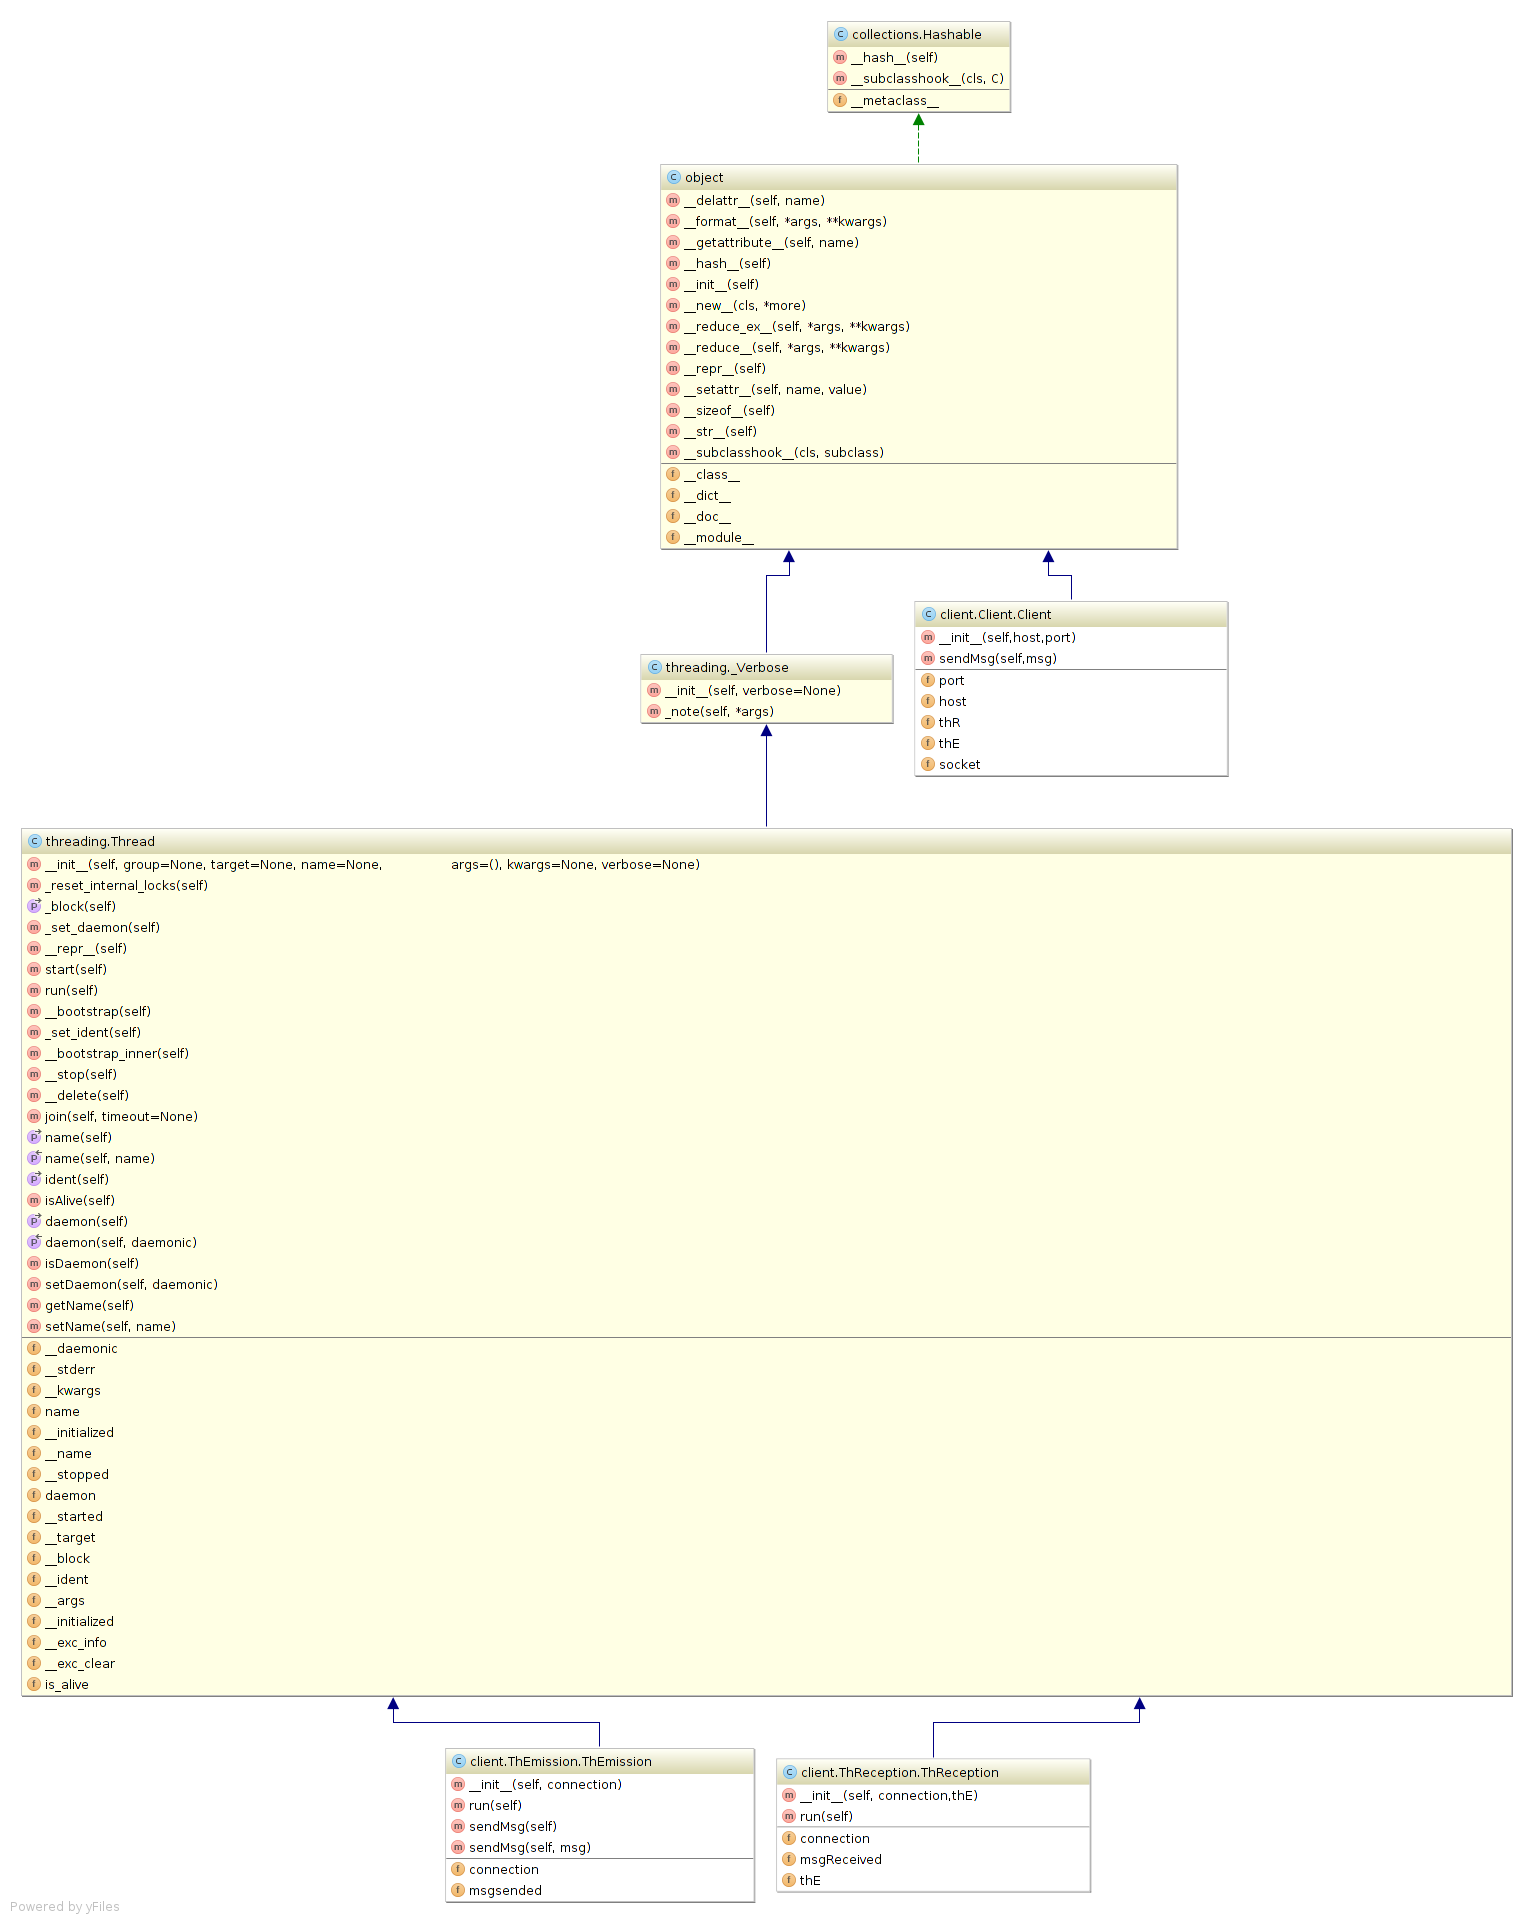 collections.Hashable
__hash__(self)
__subclasshook__(cls, C)
__metaclass__
object
__delattr__(self, name)
__format__(self, *args, **kwargs)
__getattribute__(self, name)
__hash__(self)
__init__(self)
__new__(cls, *more)
__reduce_ex__(self, *args, **kwargs)
__reduce__(self, *args, **kwargs)
__repr__(self)
__setattr__(self, name, value)
__sizeof__(self)
__str__(self)
__subclasshook__(cls, subclass)
__class__
__dict__
__doc__
__module__
client.Client.Client
__init__(self,host,port)
sendMsg(self,msg)
port
host
thR
thE
socket
threading._Verbose
__init__(self, verbose=None)
_note(self, *args)
threading.Thread
__init__(self, group=None, target=None, name=None, args=(), kwargs=None, verbose=None)
_reset_internal_locks(self)
_block(self)
_set_daemon(self)
__repr__(self)
start(self)
run(self)
__bootstrap(self)
_set_ident(self)
__bootstrap_inner(self)
__stop(self)
__delete(self)
join(self, timeout=None)
name(self)
name(self, name)
ident(self)
isAlive(self)
daemon(self)
daemon(self, daemonic)
isDaemon(self)
setDaemon(self, daemonic)
getName(self)
setName(self, name)
__daemonic
__stderr
__kwargs
name
__initialized
__name
__stopped
daemon
__started
__target
__block
__ident
__args
__initialized
__exc_info
__exc_clear
is_alive
client.ThEmission.ThEmission
__init__(self, connection)
run(self)
sendMsg(self)
sendMsg(self, msg)
connection
msgsended
client.ThReception.ThReception
__init__(self, connection,thE)
run(self)
connection
msgReceived
thE
Powered by yFiles